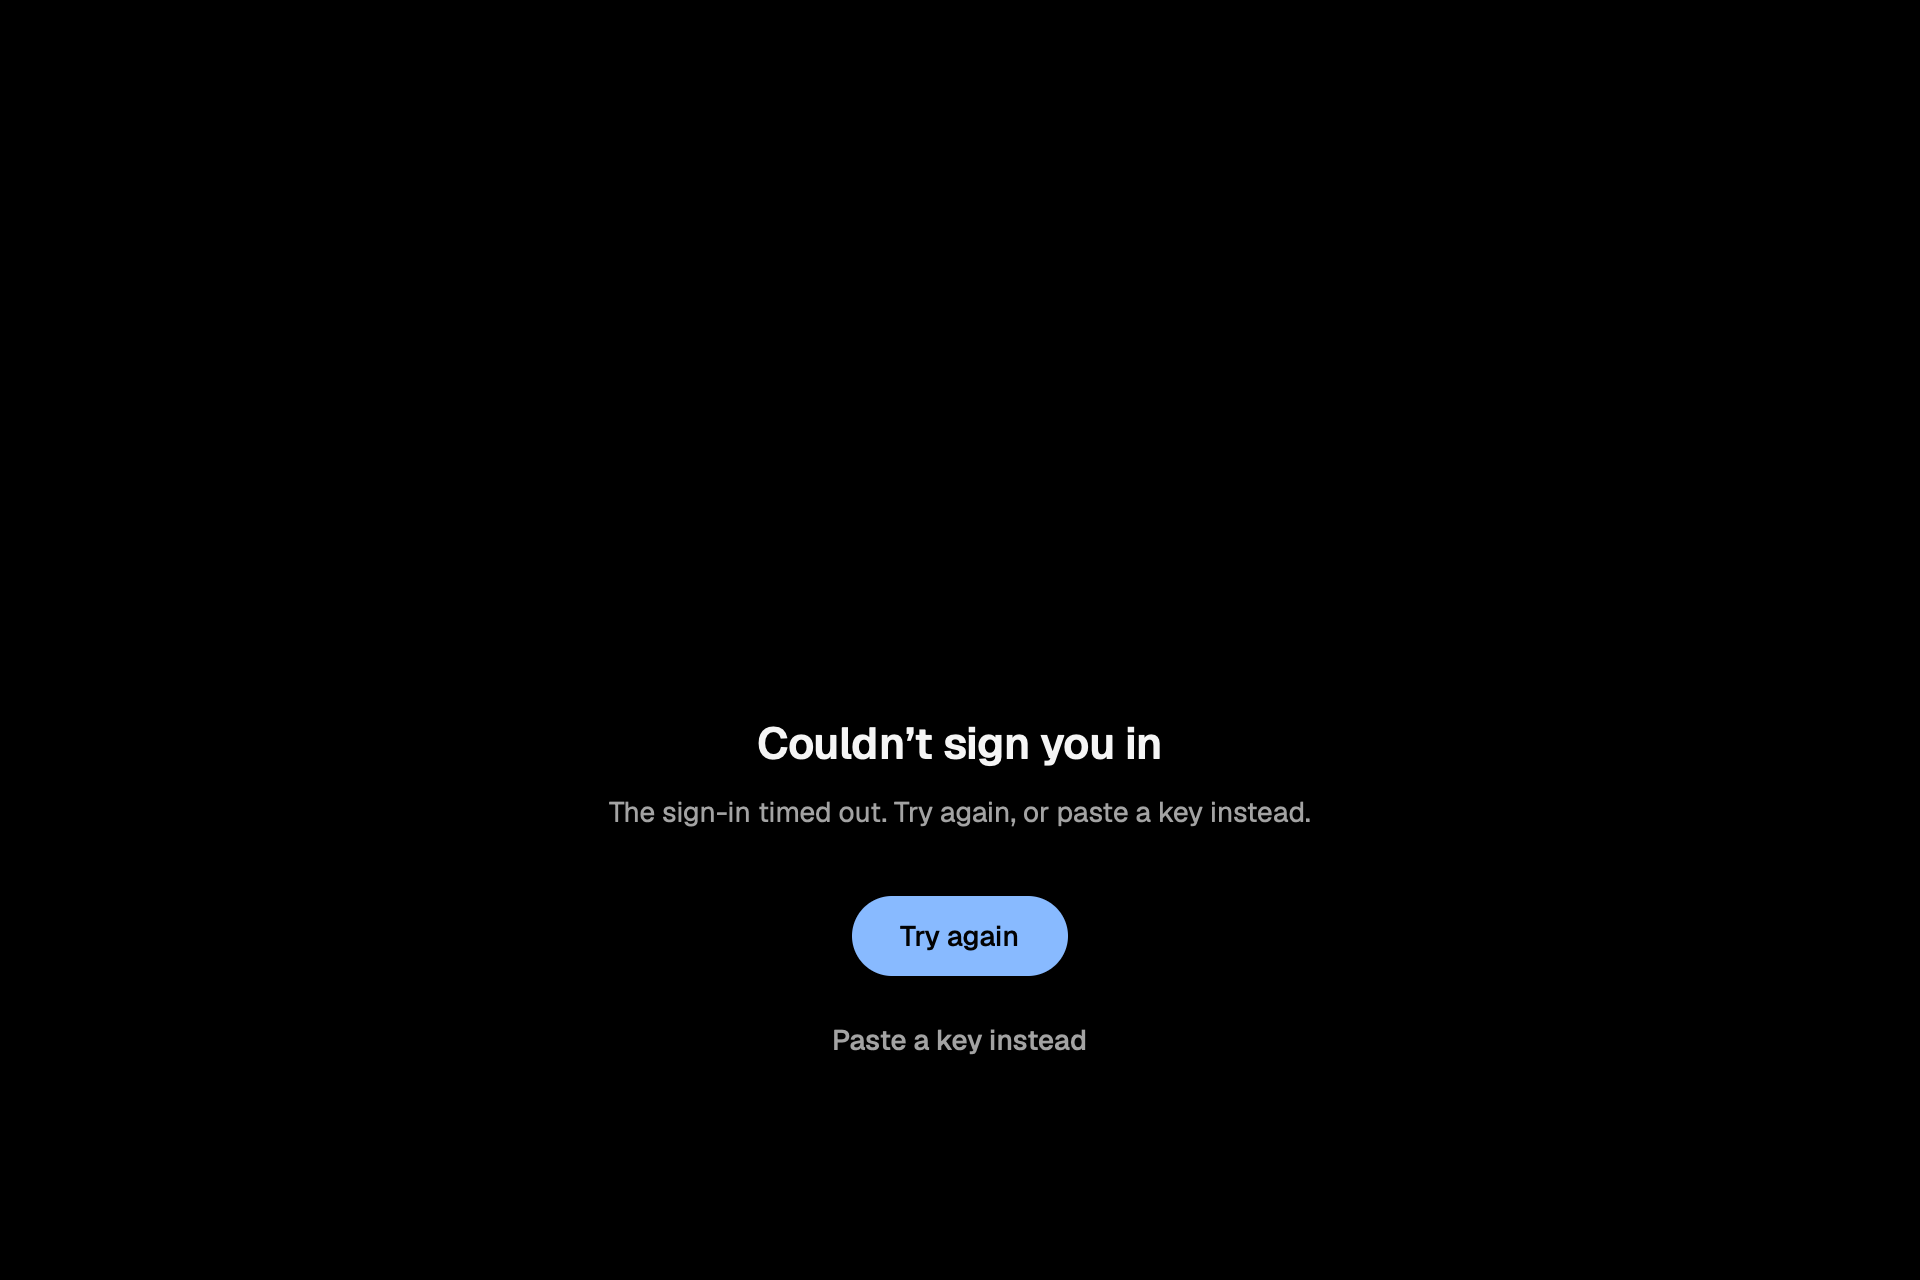 Couldn’t sign you in
The sign-in timed out. Try again, or paste a key instead.
Try again
Paste a key instead